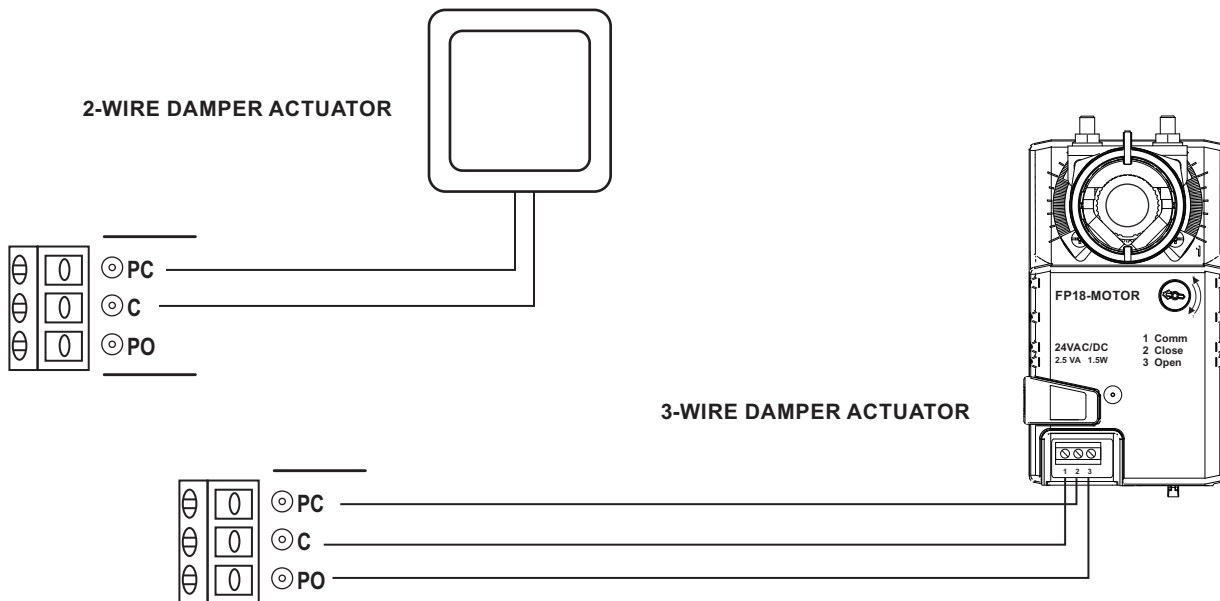 2-WIRE DAMPER ACTUATOR
PC
C
PO
FP18-MOTOR
24VAC/DC
2.5 VA 1.5W
1 Comm
2 Close
3 Open
3-WIRE DAMPER ACTUATOR
1 2 3
PC
C
PO